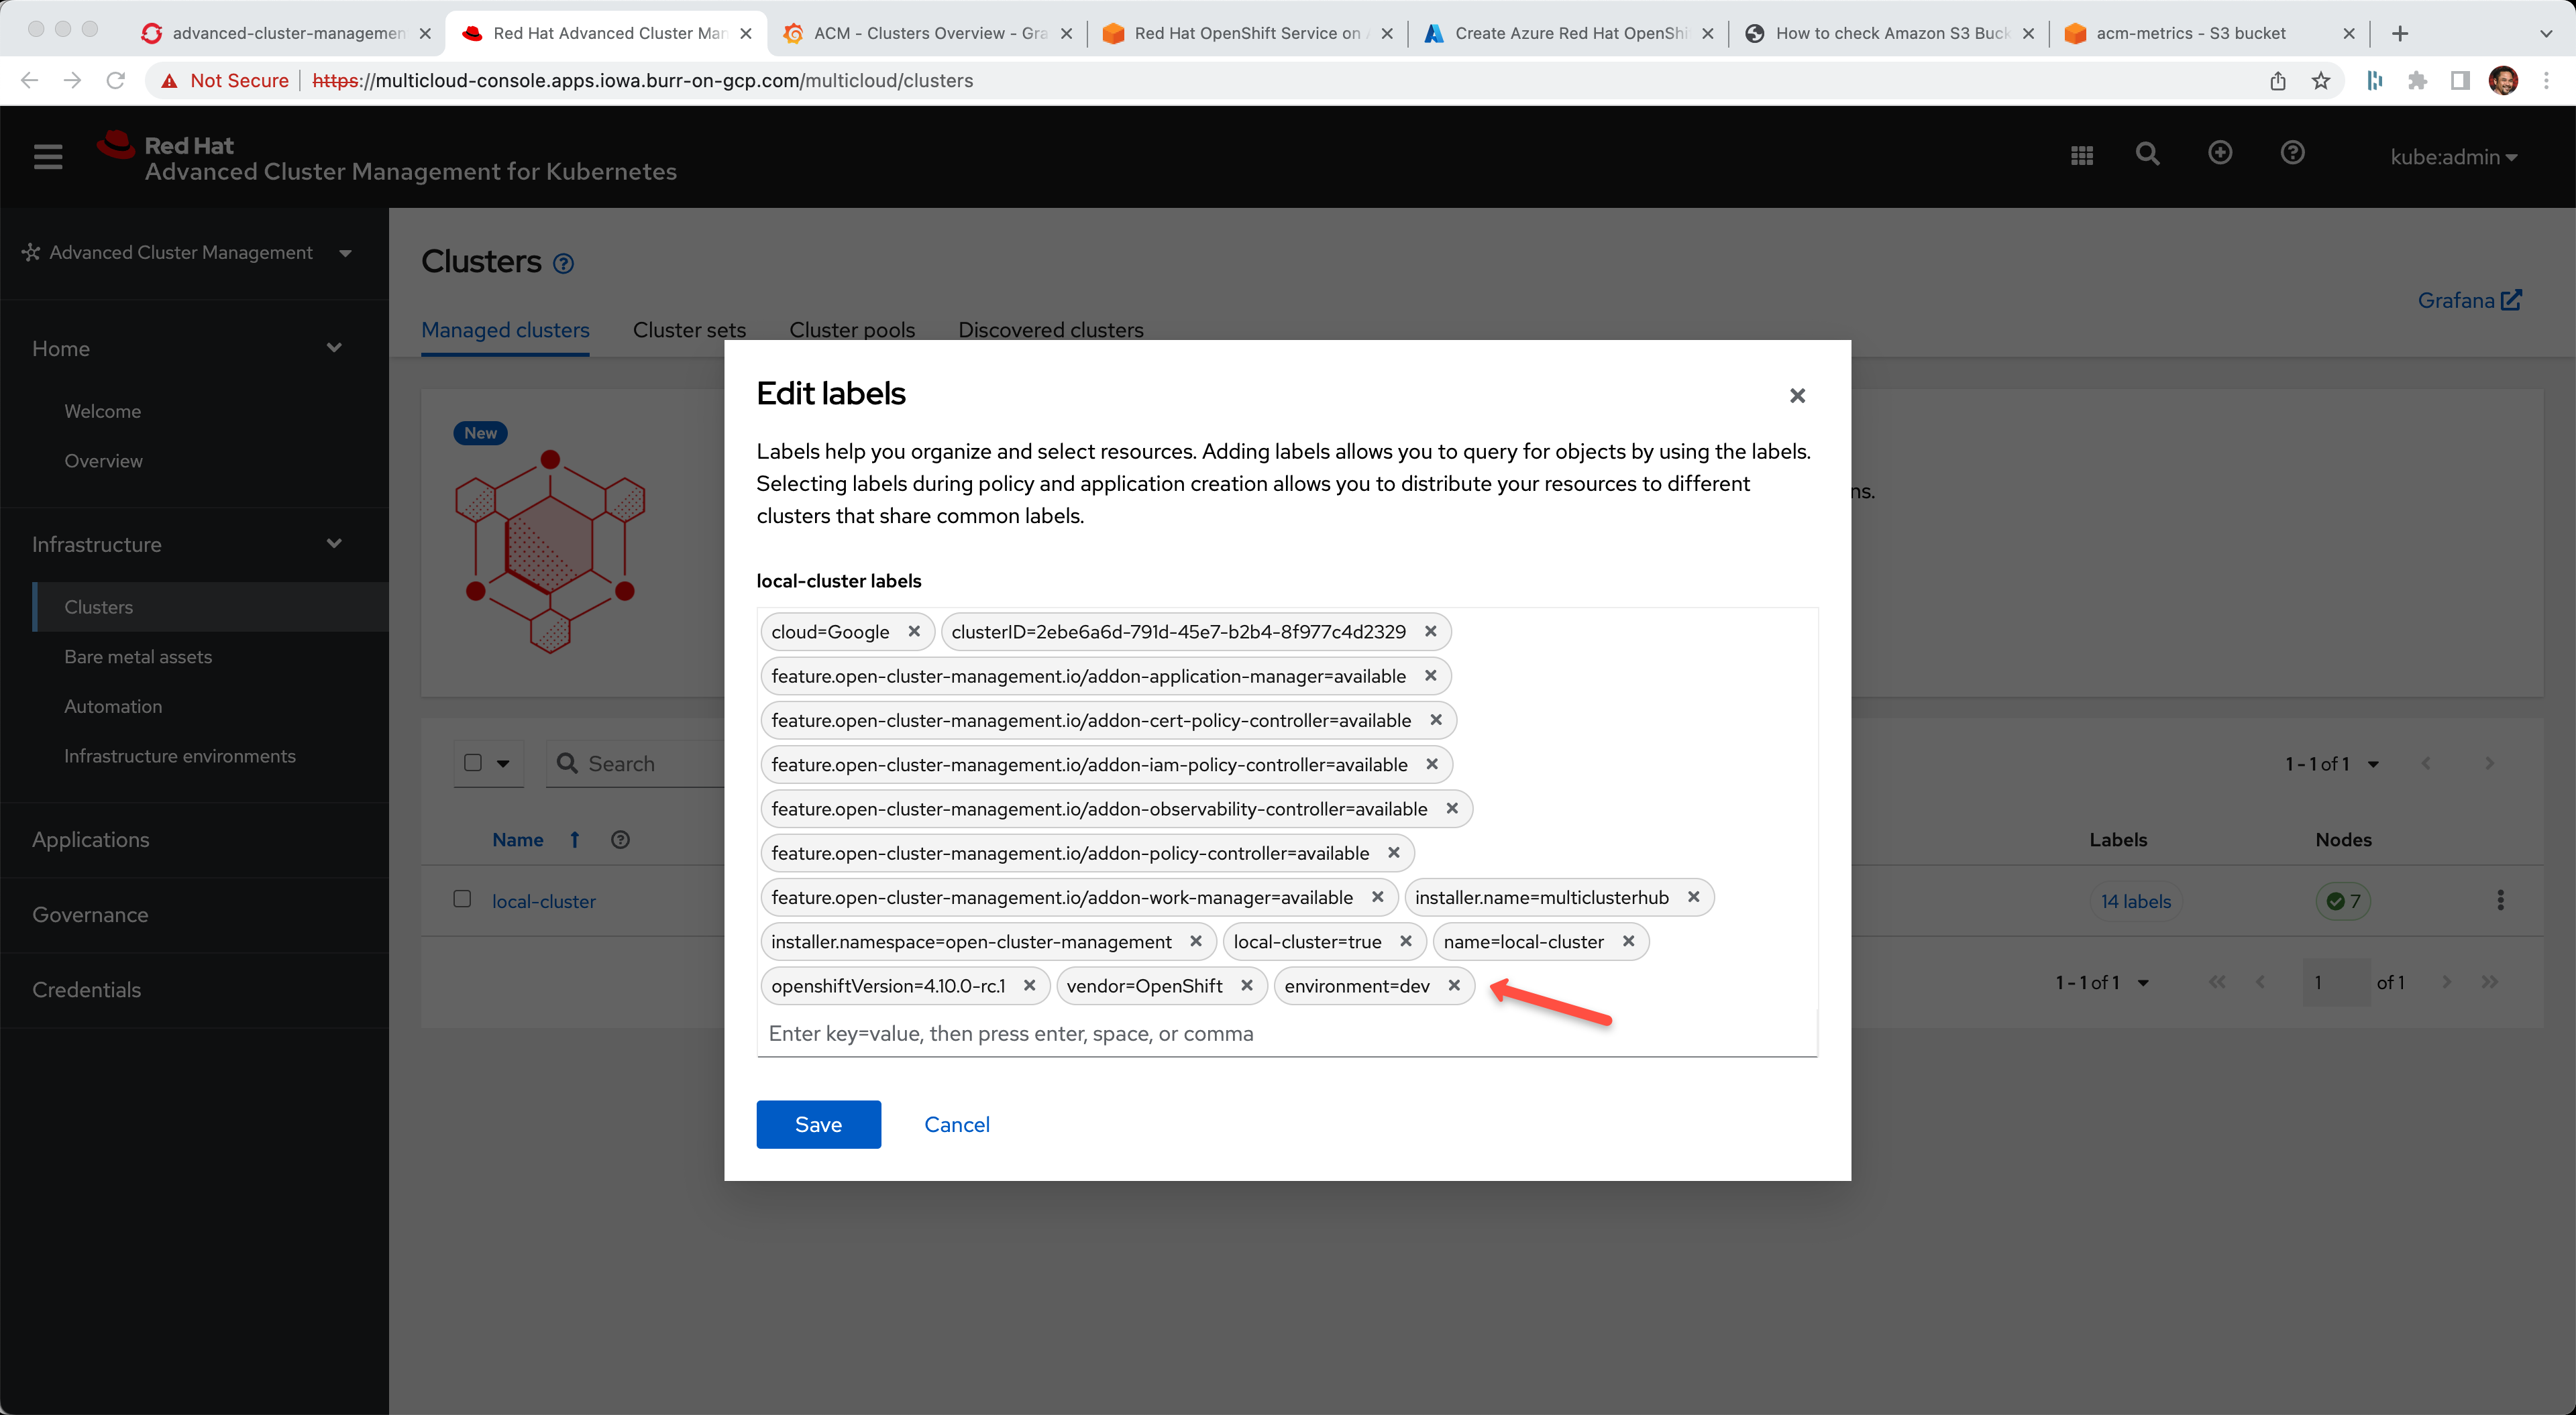 advanced-cluster-managemen
Red Hat Advanced Cluster Man
ACM - Clusters Overview - Gra
Red Hat OpenShift Service on
Create Azure Red Hat OpenShi
How to check Amazon S3 Buck
acm-metrics - S3 bucket
Not Secure
https://multicloud-console.apps.iowa.burr-on-gcp.com/multicloud/clusters
Red Hat
Advanced Cluster Management for Kubernetes
kube:admin
Advanced Cluster Management
Home
Welcome
Overview
Infrastructure
Clusters
Bare metal assets
Automation
Infrastructure environments
Applications
Governance
Credentials
Clusters
Grafana
Managed clusters
Cluster sets
Cluster pools
Discovered clusters
New
ns.
Search
1 - 1 of 1
Name
Labels
Nodes
local-cluster
14 labels
7
1 - 1 of 1
1
of 1
Edit labels
Labels help you organize and select resources. Adding labels allows you to query for objects by using the labels.
Selecting labels during policy and application creation allows you to distribute your resources to different
clusters that share common labels.
local-cluster labels
cloud=Google
clusterID=2ebe6a6d-791d-45e7-b2b4-8f977c4d2329
feature.open-cluster-management.io/addon-application-manager=available
feature.open-cluster-management.io/addon-cert-policy-controller=available
feature.open-cluster-management.io/addon-iam-policy-controller=available
feature.open-cluster-management.io/addon-observability-controller=available
feature.open-cluster-management.io/addon-policy-controller=available
feature.open-cluster-management.io/addon-work-manager=available
installer.name=multiclusterhub
installer.namespace=open-cluster-management
local-cluster=true
name=local-cluster
openshiftVersion=4.10.0-rc.1
vendor=OpenShift
environment=dev
Enter key=value, then press enter, space, or comma
Save
Cancel